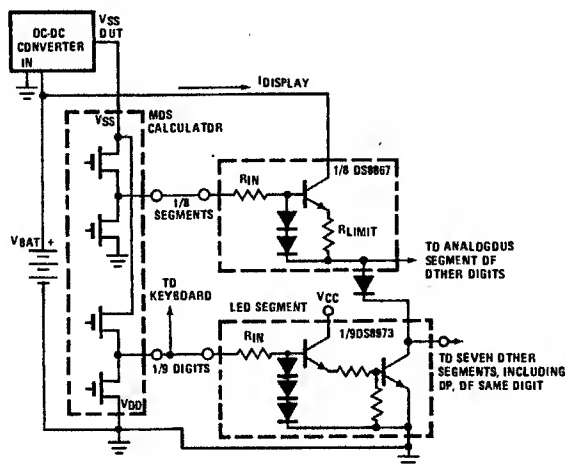 DC-DC
CONVERTER
IN
VSS
OUT
IDISPLAY
VSS
MOS
CALCULATOR
1/8 DS8867
RIN
1/8
SEGMENTS
RLIMIT
VBAT +
TO ANALOGOUS
SEGMENT OF
OTHER DIGITS
TO
KEYBOARD
LED SEGMENT
VCC
1/9DS8973
RIN
1/9 DIGITS
TO SEVEN OTHER
SEGMENTS, INCLUDING
DP, OF SAME DIGIT
VDD